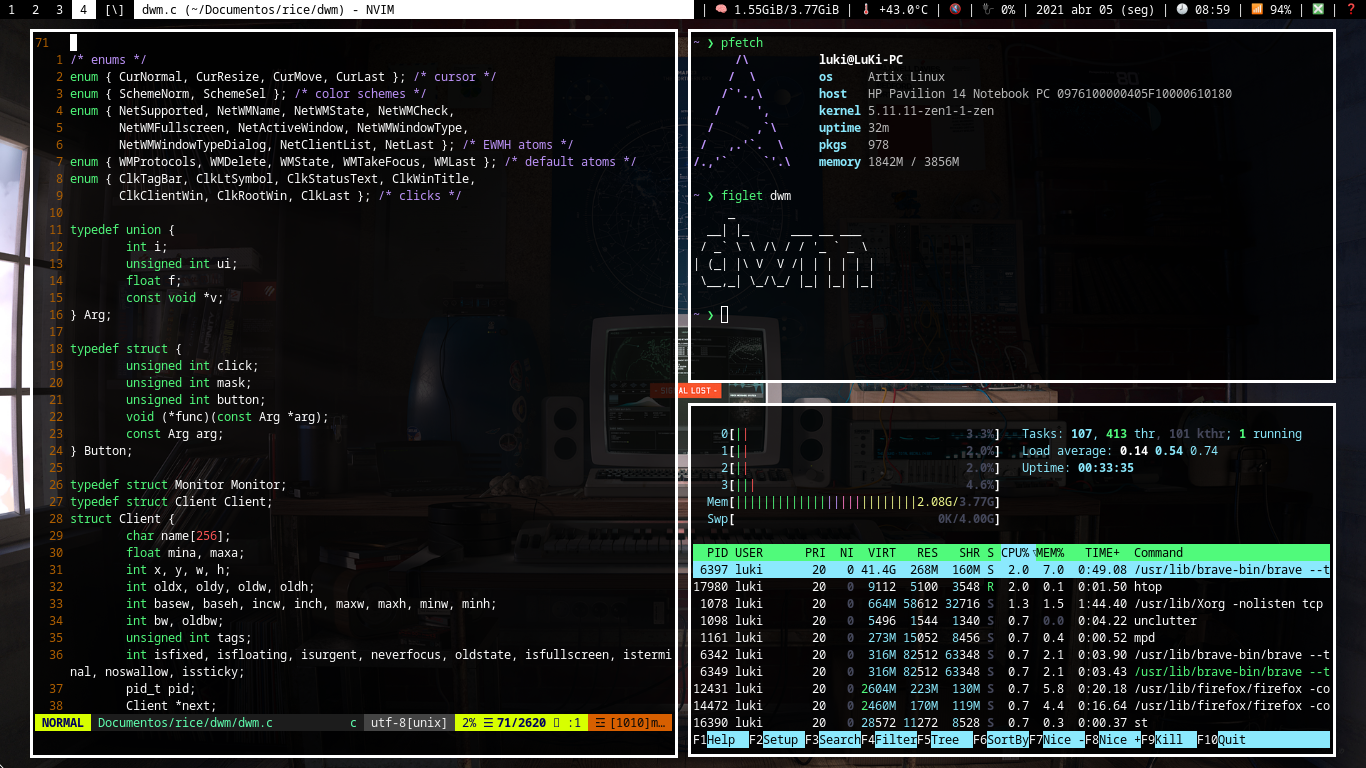 1 2 3 4 [\] dwm.c (~/Documentos/rice/dwm) - NVIM | 🧠 1.55GiB/3.77GiB | 🌡 +43.0°C | 🔇 | 🔌 0% | 2021 abr 05 (seg) | 🕗 08:59 | 📶 94% | ❎ | ❓
71
1 /* enums */
2 enum { CurNormal, CurResize, CurMove, CurLast }; /* cursor */
3 enum { SchemeNorm, SchemeSel }; /* color schemes */
4 enum { NetSupported, NetWMName, NetWMState, NetWMCheck,
5 NetWMFullscreen, NetActiveWindow, NetWMWindowType,
6 NetWMWindowTypeDialog, NetClientList, NetLast }; /* EWMH atoms */
7 enum { WMProtocols, WMDelete, WMState, WMTakeFocus, WMLast }; /* default atoms */
8 enum { ClkTagBar, ClkLtSymbol, ClkStatusText, ClkWinTitle,
9 ClkClientWin, ClkRootWin, ClkLast }; /* clicks */
10
11 typedef union {
12 int i;
13 unsigned int ui;
14 float f;
15 const void *v;
16 } Arg;
17
18 typedef struct {
19 unsigned int click;
20 unsigned int mask;
21 unsigned int button;
22 void (*func)(const Arg *arg);
23 const Arg arg;
24 } Button;
25
26 typedef struct Monitor Monitor;
27 typedef struct Client Client;
28 struct Client {
29 char name[256];
30 float mina, maxa;
31 int x, y, w, h;
32 int oldx, oldy, oldw, oldh;
33 int basew, baseh, incw, inch, maxw, maxh, minw, minh;
34 int bw, oldbw;
35 unsigned int tags;
36 int isfixed, isfloating, isurgent, neverfocus, oldstate, isfullscreen, istermi
nal, noswallow, issticky;
37 pid_t pid;
38 Client *next;
NORMAL Documentos/rice/dwm/dwm.c c utf-8[unix] 2% ☰ 71/2620 :1 ☲ [1010]m…
~ ❯ pfetch
luki@LuKi-PC
os Artix Linux
host HP Pavilion 14 Notebook PC 0976100000405F10000610180
kernel 5.11.11-zen1-1-zen
uptime 32m
pkgs 978
memory 1842M / 3856M
~ ❯ figlet dwm
dwm
~ ❯
SIGNAL LOST
0[|| 3.3%] Tasks: 107, 413 thr, 101 kthr; 1 running
1[|| 2.0%] Load average: 0.14 0.54 0.74
2[|| 2.0%] Uptime: 00:33:35
3[||| 4.6%]
Mem[||||||||||||||||||||||||||2.08G/3.77G]
Swp[ 0K/4.00G]
PID USER PRI NI VIRT RES SHR S CPU%▽MEM% TIME+ Command
6397 luki 20 0 41.4G 268M 160M S 2.0 7.0 0:49.08 /usr/lib/brave-bin/brave --t
17980 luki 20 0 9112 5100 3548 R 2.0 0.1 0:01.50 htop
1078 luki 20 0 664M 58612 32716 S 1.3 1.5 1:44.40 /usr/lib/Xorg -nolisten tcp
1098 luki 20 0 5496 1544 1340 S 0.7 0.0 0:04.22 unclutter
1161 luki 20 0 273M 15052 8456 S 0.7 0.4 0:00.52 mpd
6342 luki 20 0 316M 82512 63348 S 0.7 2.1 0:03.90 /usr/lib/brave-bin/brave --t
6349 luki 20 0 316M 82512 63348 S 0.7 2.1 0:03.43 /usr/lib/brave-bin/brave --t
12431 luki 20 0 2604M 223M 130M S 0.7 5.8 0:20.18 /usr/lib/firefox/firefox -co
14472 luki 20 0 2460M 170M 119M S 0.7 4.4 0:16.64 /usr/lib/firefox/firefox -co
16390 luki 20 0 28572 11272 8528 S 0.7 0.3 0:00.37 st
F1Help F2Setup F3SearchF4FilterF5Tree F6SortByF7Nice -F8Nice +F9Kill F10Quit